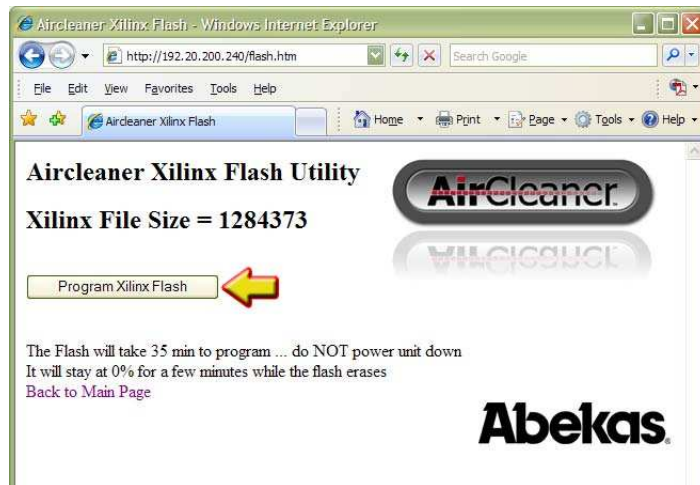 Aircleaner Xilinx Flash - Windows Internet Explorer
http://192.20.200.240/flash.htm
Search Google
File Edit View Favorites Tools Help
Aircleaner Xilinx Flash
Home Print Page Tools Help
Aircleaner Xilinx Flash Utility
AirCleaner
Xilinx File Size = 1284373
Program Xilinx Flash
The Flash will take 35 min to program ... do NOT power unit down
It will stay at 0% for a few minutes while the flash erases
Back to Main Page
Abekas